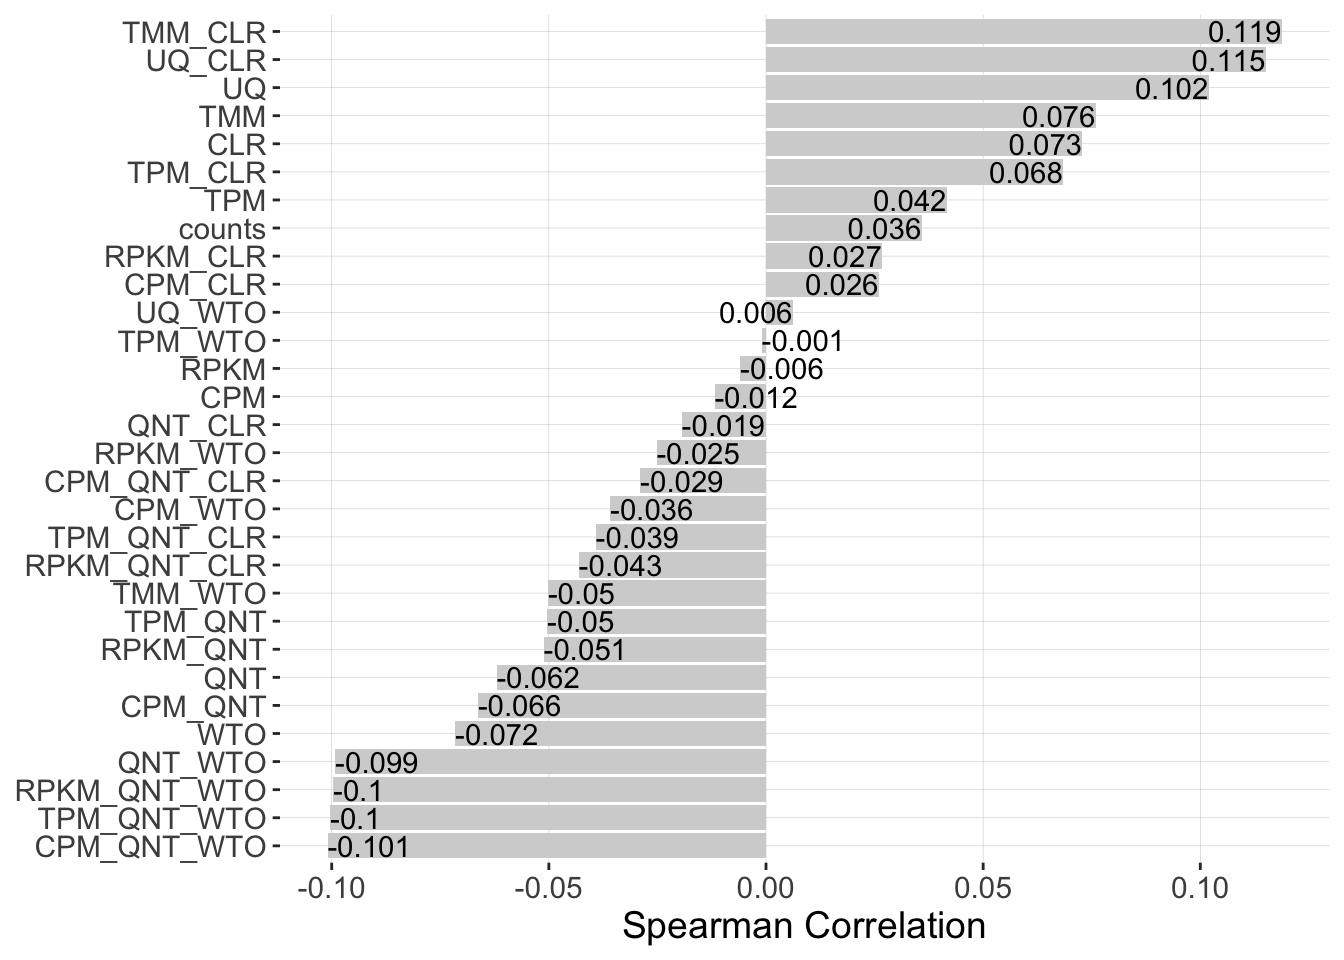 TMM_CLR 0.119
UQ_CLR 0.115
UQ 0.102
TMM 0.076
CLR 0.073
TPM_CLR 0.068
TPM 0.042
counts 0.036
RPKM_CLR 0.027
CPM_CLR 0.026
UQ_WTO 0.006
TPM_WTO -0.001
RPKM -0.006
CPM -0.012
QNT_CLR -0.019
RPKM_WTO -0.025
CPM_QNT_CLR -0.029
CPM_WTO -0.036
TPM_QNT_CLR -0.039
RPKM_QNT_CLR -0.043
TMM_WTO -0.05
TPM_QNT -0.05
RPKM_QNT -0.051
QNT -0.062
CPM_QNT -0.066
WTO -0.072
QNT_WTO -0.099
RPKM_QNT_WTO -0.1
TPM_QNT_WTO -0.1
CPM_QNT_WTO -0.101
-0.10 -0.05 0.00 0.05 0.10
Spearman Correlation